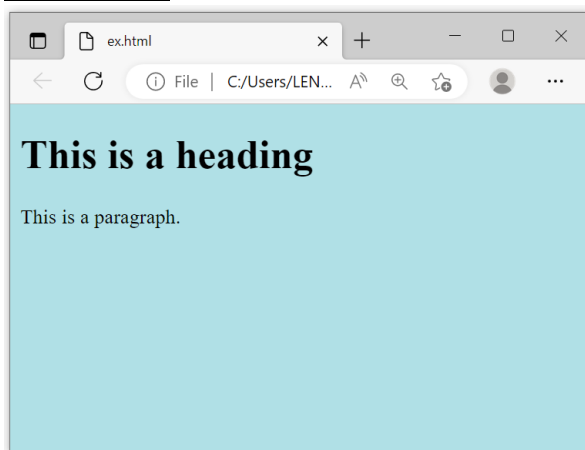 ex.html
File | C:/Users/LEN...
This is a heading
This is a paragraph.